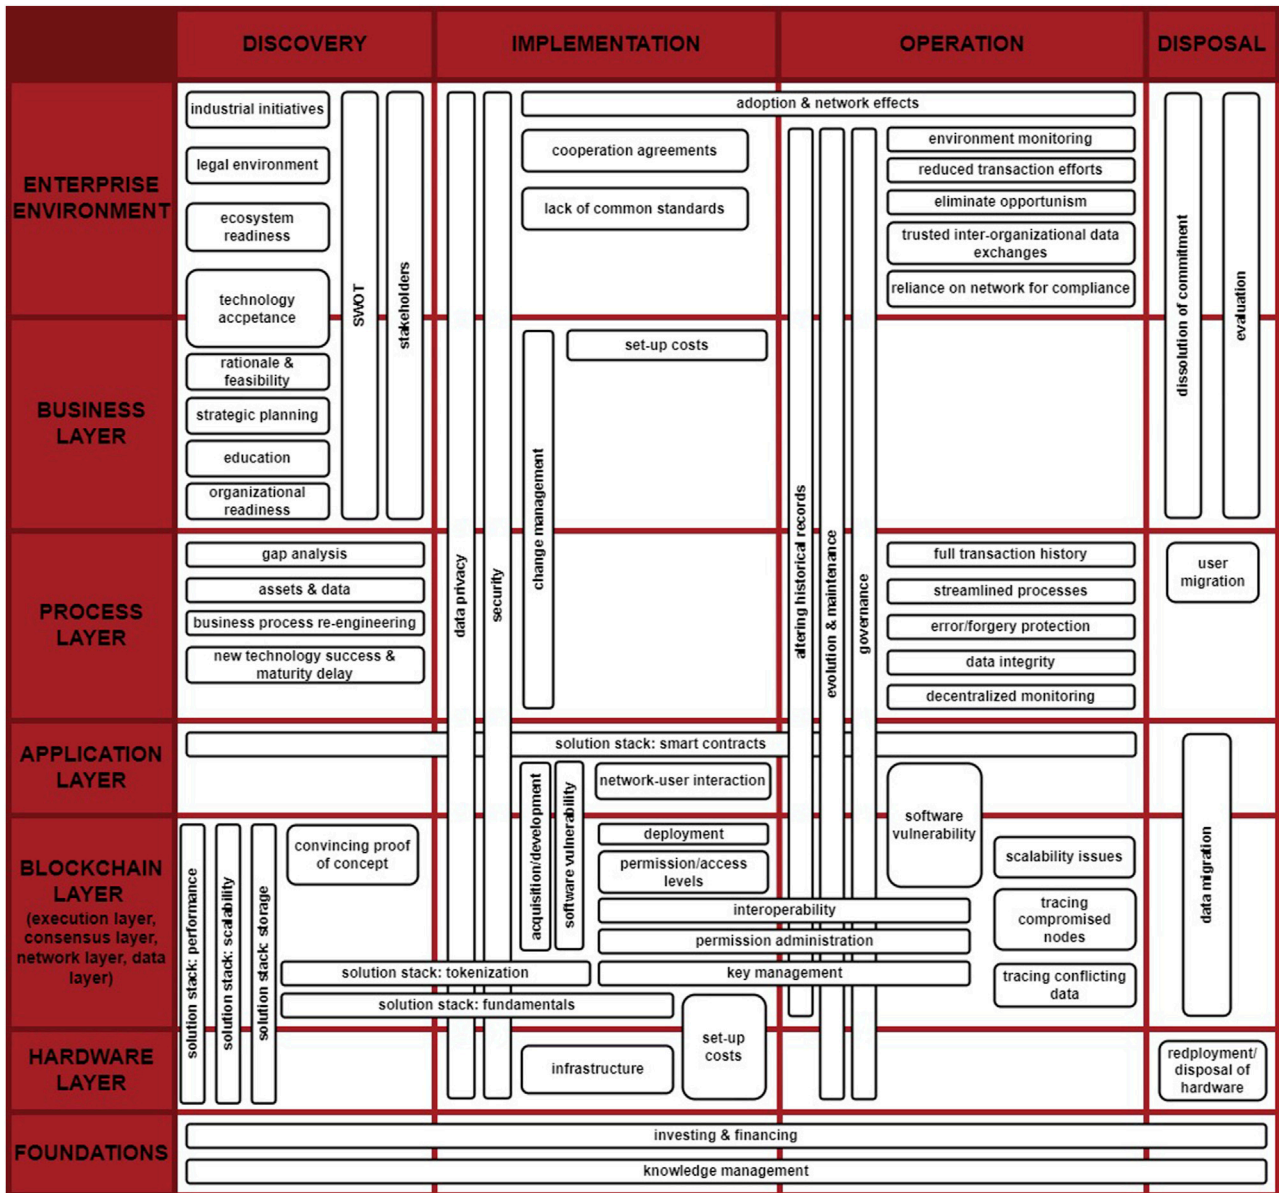 DISCOVERY
IMPLEMENTATION
OPERATION
DISPOSAL
ENTERPRISE
ENVIRONMENT
industrial initiatives
legal environment
ecosystem
readiness
technology
accpetance
SWOT
stakeholders
data privacy
security
adoption & network effects
cooperation agreements
lack of common standards
altering historical records
evolution & maintenance
governance
environment monitoring
reduced transaction efforts
eliminate opportunism
trusted inter-organizational data
exchanges
reliance on network for compliance
dissolution of commitment
evaluation
BUSINESS
LAYER
rationale &
feasibility
strategic planning
education
organizational
readiness
change management
set-up costs
PROCESS
LAYER
gap analysis
assets & data
business process re-engineering
new technology success &
maturity delay
full transaction history
streamlined processes
error/forgery protection
data integrity
decentralized monitoring
user
migration
APPLICATION
LAYER
solution stack: smart contracts
acquisition/development
software vulnerability
network-user interaction
software
vulnerability
data migration
BLOCKCHAIN
LAYER
(execution layer,
consensus layer,
network layer, data
layer)
solution stack: performance
solution stack: scalability
solution stack: storage
convincing proof
of concept
deployment
permission/access
levels
interoperability
permission administration
solution stack: tokenization
key management
solution stack: fundamentals
scalability issues
tracing
compromised
nodes
tracing conflicting
data
HARDWARE
LAYER
infrastructure
set-up
costs
redployment/
disposal of
hardware
FOUNDATIONS
investing & financing
knowledge management